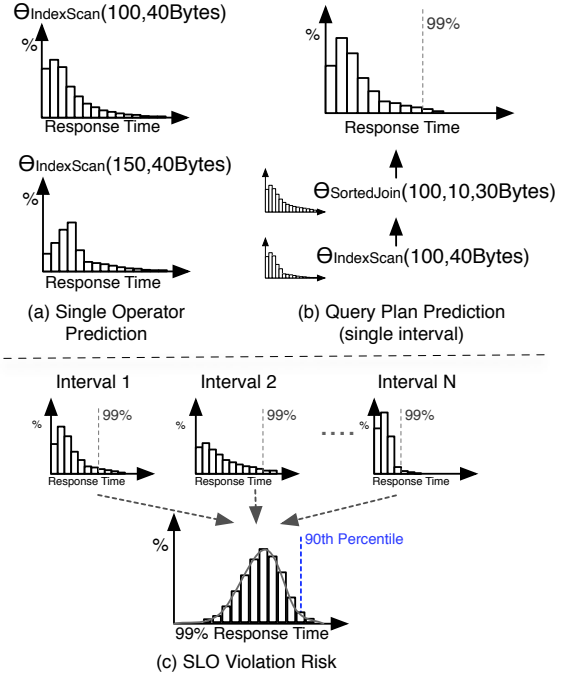 ΘIndexScan(100,40Bytes)
%
Response Time
ΘIndexScan(150,40Bytes)
%
(a) Single Operator
Prediction
%
99%
Response Time
ΘSortedJoin(100,10,30Bytes)
ΘIndexScan(100,40Bytes)
(b) Query Plan Prediction
(single interval)
Interval 1
%
99%
Response Time
Interval 2
%
99%
Response Time
....
Interval N
%
99%
Response Time
%
90th Percentile
99% Response Time
(c) SLO Violation Risk